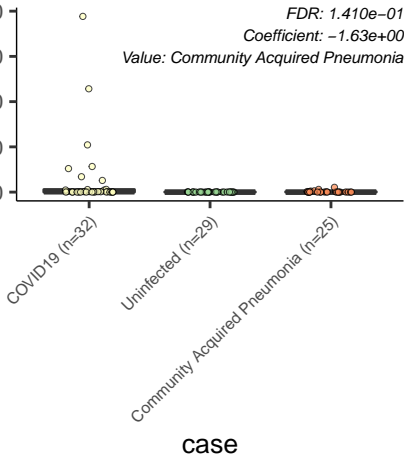 FDR: 1.410e−01
Coefficient: −1.63e+00
Value: Community Acquired Pneumonia
COVID19 (n=32)
Uninfected (n=29)
Community Acquired Pneumonia (n=25)
case